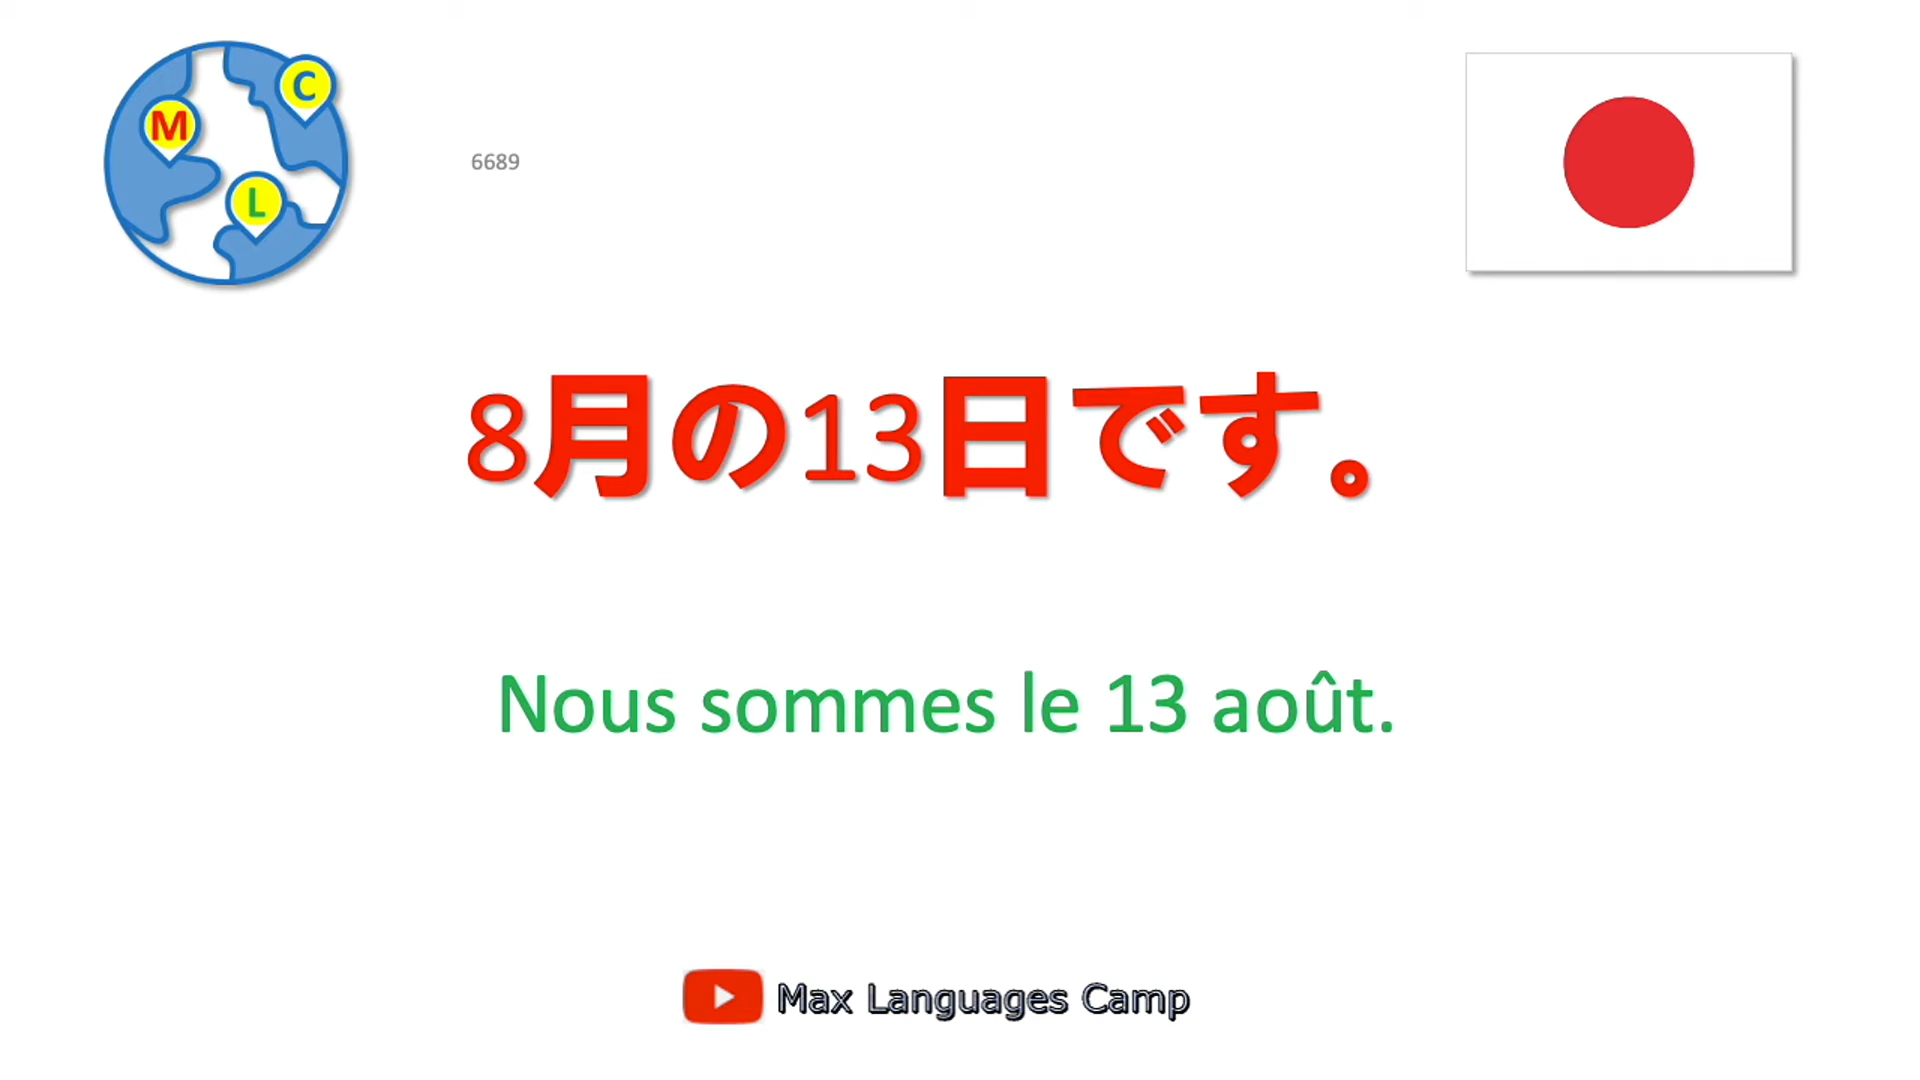 C
M
L
6689
8月の13日です。
Nous sommes le 13 août.
Max Languages Camp